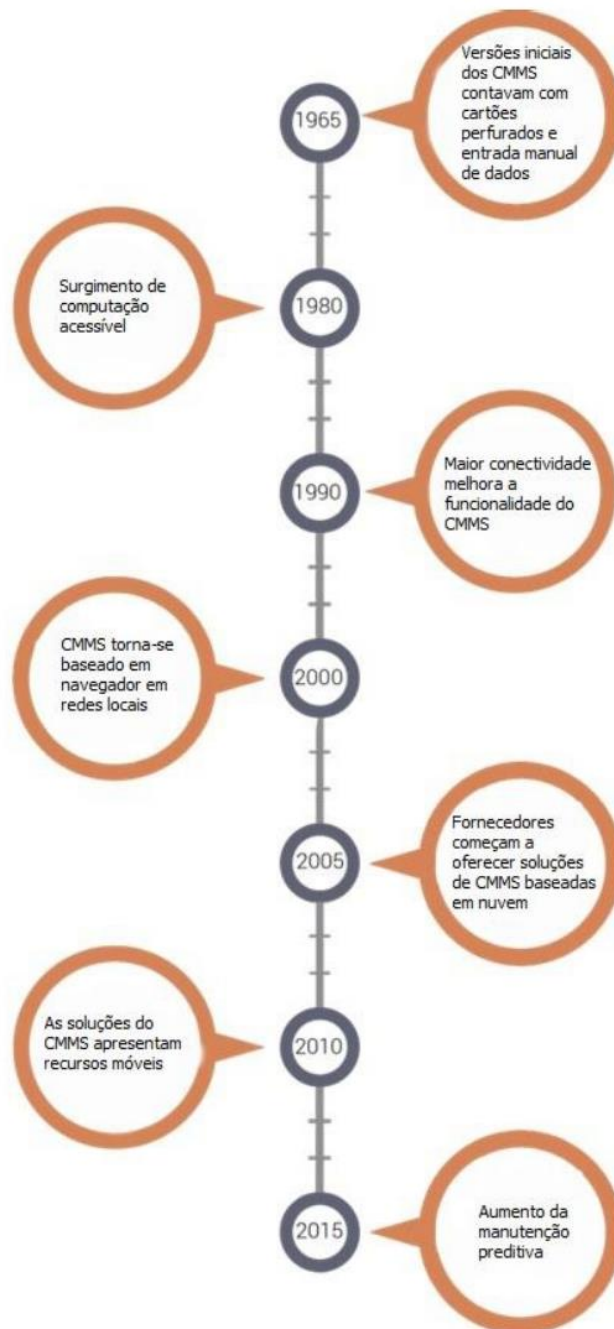 Versões iniciais
dos CMMS
contavam com
cartões
perfurados e
entrada manual
de dados
1965
Surgimento de
computação
acessível
1980
Maior conectividade
melhora a
funcionalidade do
CMMS
1990
CMMS torna-se
baseado em
navegador em
redes locais
2000
Fornecedores
começam a
oferecer soluções
de CMMS baseadas
em nuvem
2005
As soluções do
CMMS apresentam
recursos móveis
2010
Aumento da
manutenção
preditiva
2015